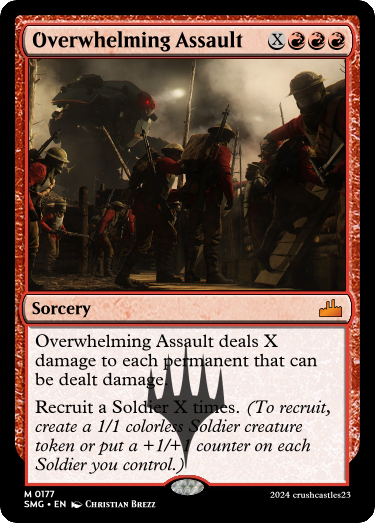 Overwhelming Assault X
Sorcery
Overwhelming Assault deals X
damage to each permanent that can
be dealt damage.
Recruit a Soldier X times. (To recruit,
create a 1/1 colorless Soldier creature
token or put a +1/+1 counter on each
Soldier you control.)
M 0177
SMG • EN Christian Brezz
2024 crushcastles23